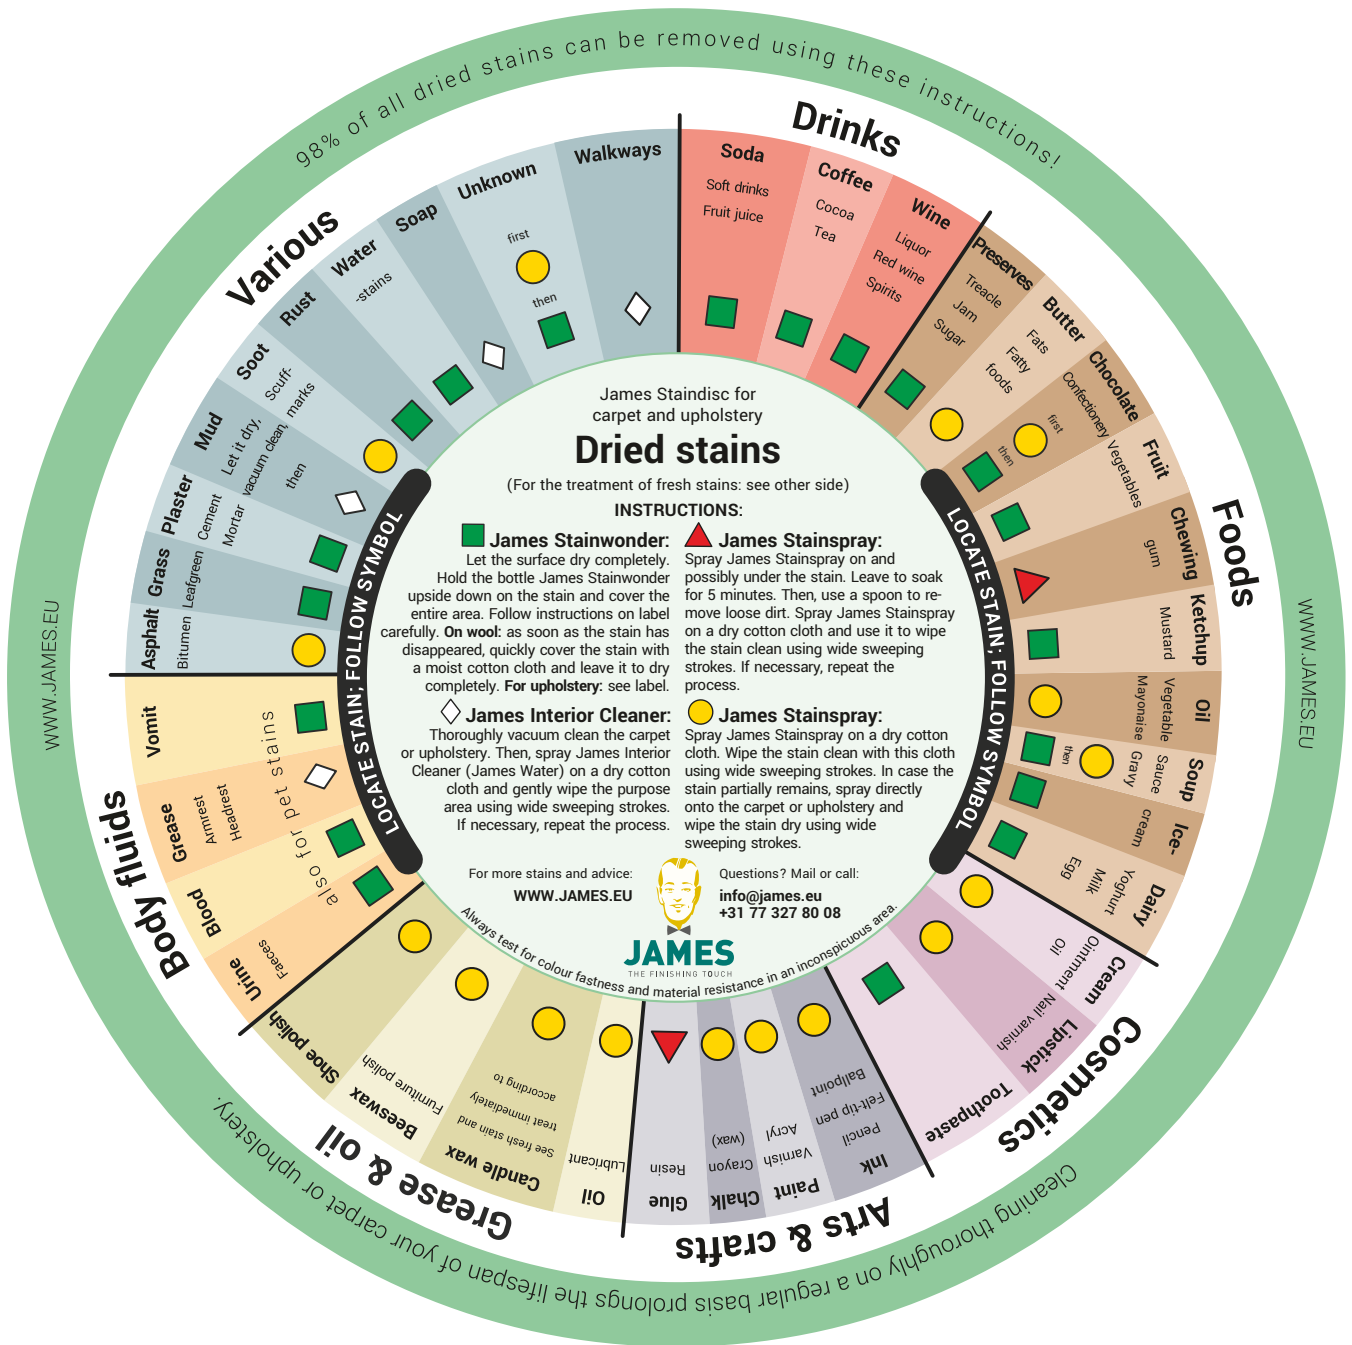 98% of all dried stains can be removed using these instructions!
WWW.JAMES.EU
Cleaning thoroughly on a regular basis prolongs the lifespan of your carpet or upholstery.
WWW.JAMES.EU
Drinks
Soda
Soft drinks
Fruit juice
Coffee
Cocoa
Tea
Wine
Liquor
Red wine
Spirits
Foods
Preserves
Treacle
Jam
Sugar
Butter
Fats
Fatty
foods
Chocolate
Confectionery
first
then
Fruit
Vegetables
Chewing
gum
Ketchup
Mustard
Oil
Vegetable
Mayonaise
Soup
Sauce
Gravy
then
Ice-
cream
Dairy
Yoghurt
Milk
Egg
Cosmetics
Cream
Ointment
Oil
Lipstick
Nail varnish
Toothpaste
Arts & crafts
Ink
Pencil
Felt-tip pen
Ballpoint
Paint
Varnish
Acryl
Chalk
Crayon
(wax)
Glue
Resin
Grease & oil
Oil
Lubricant
Candle wax
See fresh stain and
treat immediately
according to
Beeswax
Furniture polish
Shoe polish
Body fluids
Urine
Faecces
Blood
Grease
Armrest
Headrest
Vomit
also for pet stains
Various
Asphalt
Bitumen
Grass
Leafgreen
Plaster
Cement
Mortar
Mud
Let it dry,
vacuum clean,
then
Soot
Scuff-
marks
Rust
Water
-stains
Soap
Unknown
first
then
Walkways
LOCATE STAIN; FOLLOW SYMBOL
LOCATE STAIN; FOLLOW SYMBOL
James Staindisc for
carpet and upholstery
Dried stains
(For the treatment of fresh stains: see other side)
INSTRUCTIONS:
James Stainwonder:
Let the surface dry completely.
Hold the bottle James Stainwonder
upside down on the stain and cover the
entire area. Follow instructions on label
carefully. On wool: as soon as the stain has
disappeared, quickly cover the stain with
a moist cotton cloth and leave it to dry
completely. For upholstery: see label.
James Stainspray:
Spray James Stainspray on and
possibly under the stain. Leave to soak
for 5 minutes. Then, use a spoon to re-
move loose dirt. Spray James Stainspray
on a dry cotton cloth and use it to wipe
the stain clean using wide sweeping
strokes. If necessary, repeat the
process.
James Interior Cleaner:
Thoroughly vacuum clean the carpet
or upholstery. Then, spray James Interior
Cleaner (James Water) on a dry cotton
cloth and gently wipe the purpose
area using wide sweeping strokes.
If necessary, repeat the process.
James Stainspray:
Spray James Stainspray on a dry cotton
cloth. Wipe the stain clean with this cloth
using wide sweeping strokes. In case the
stain partially remains, spray directly
onto the carpet or upholstery and
wipe the stain dry using wide
sweeping strokes.
For more stains and advice:
WWW.JAMES.EU
Questions? Mail or call:
info@james.eu
+31 77 327 80 08
JAMES
THE FINISHING TOUCH
Always test for colour fastness and material resistance in an inconspicuous area.